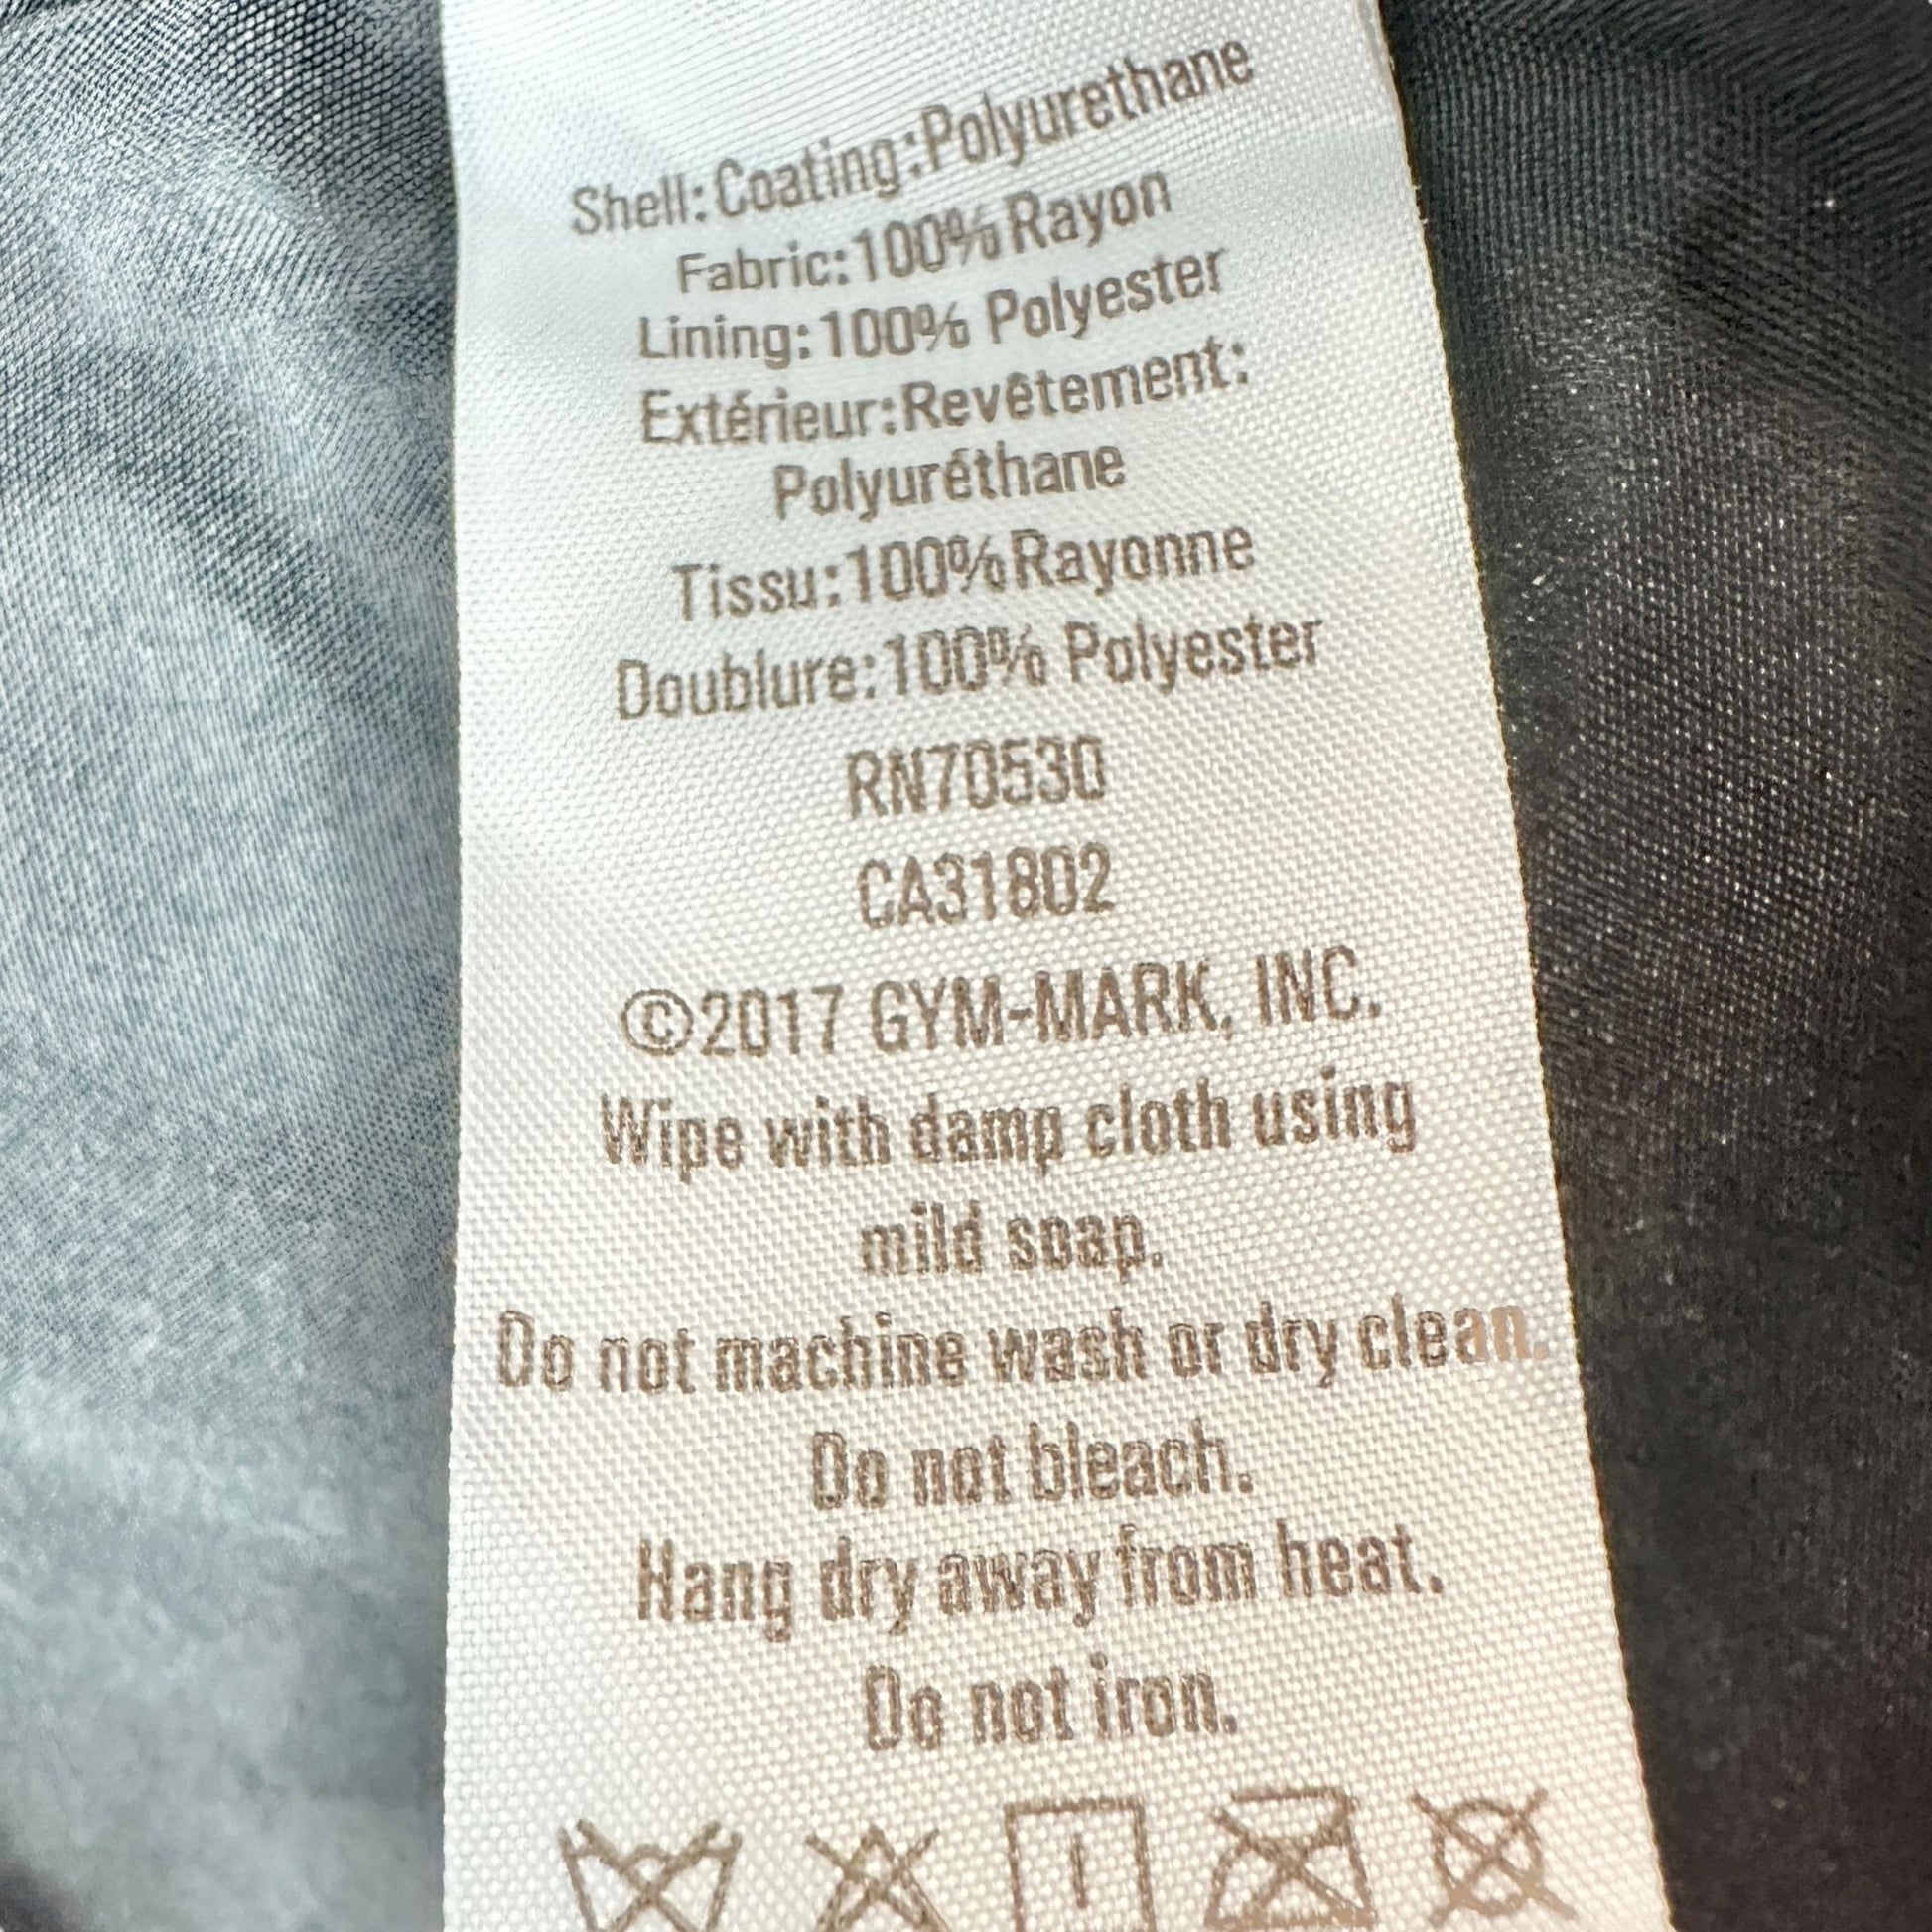 Shell:Coating:Polyurethane
Fabric:100%Rayon
Lining:100% Polyester
Extérieur:Revêtement:
Polyuréthane
Tissu:100%Rayonne
Doublure:100% Polyester
RN70530
CA31802
©2017 GYM-MARK, INC.
Wipe with damp cloth using
mild soap.
Do not machine wash or dry clean.
Do not bleach.
Hang dry away from heat.
Do not iron.